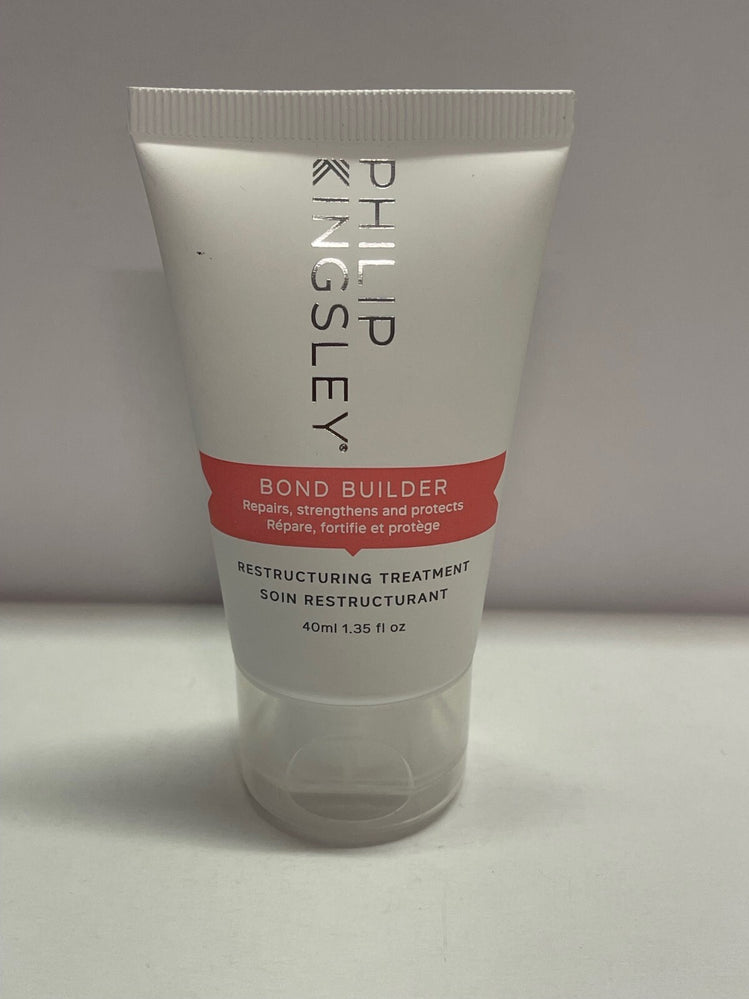 PHILIP
KINGSLEY®
BOND BUILDER
Repairs, strengthens and protects
Répare, fortifie et protège
RESTRUCTURING TREATMENT
SOIN RESTRUCTURANT
40ml 1.35 fl oz